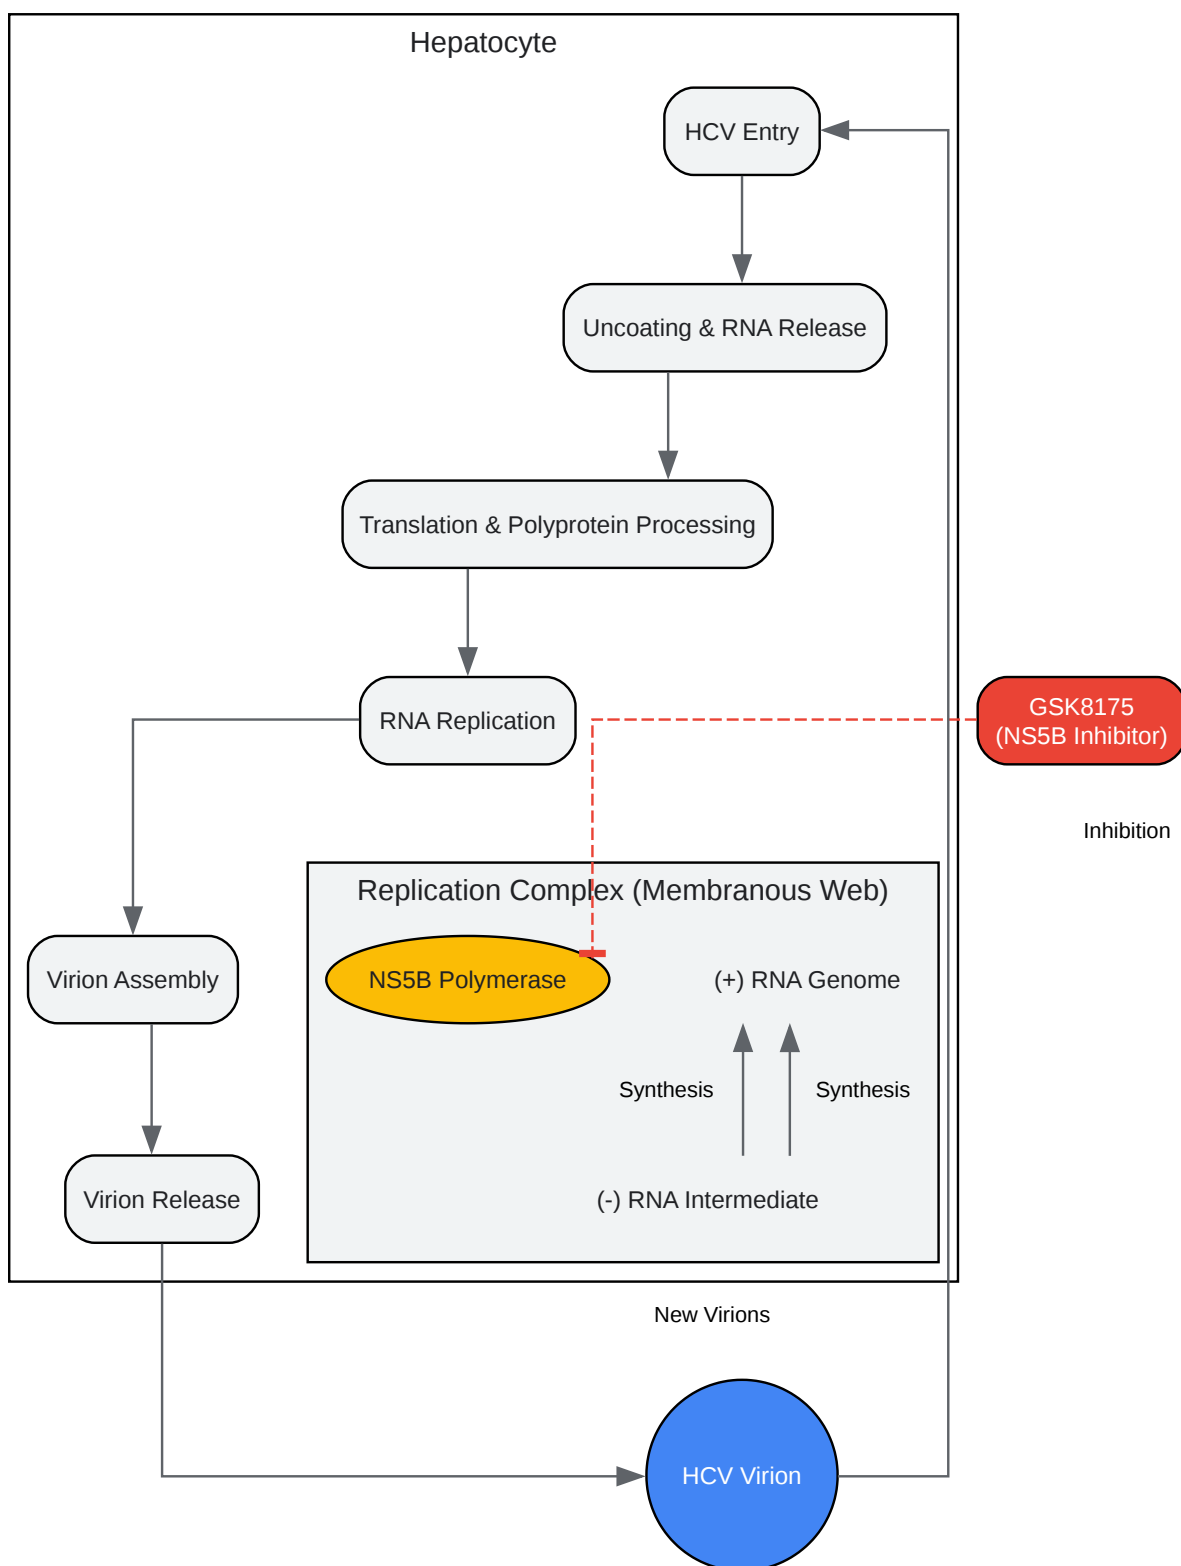 Hepatocyte
HCV Entry
Uncoating & RNA Release
Translation & Polyprotein Processing
RNA Replication
GSK8175
(NS5B Inhibitor)
Inhibition
Replication Complex (Membranous Web)
Virion Assembly
NS5B Polymerase
(+) RNA Genome
Synthesis
Synthesis
Virion Release
(-) RNA Intermediate
New Virions
HCV Virion